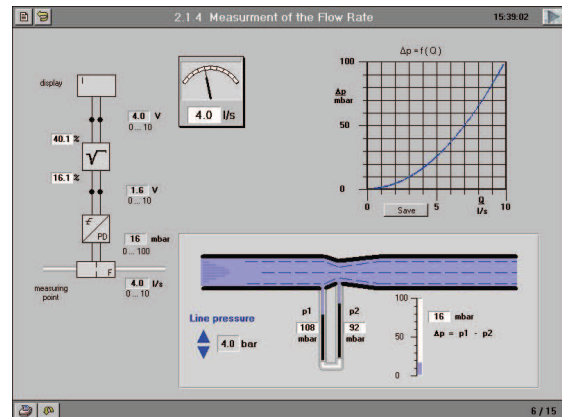 2.1.4 Measurment of the Flow Rate
15:39:02
display
I
4.0 V
0 ... 10
40.1 %
√
16.1 %
1.6 V
0 ... 10
PD
16 mbar
0 ... 100
I F
4.0 l/s
0 ... 10
measuring
point
4.0 l/s
Δp = f ( Q )
100
Δp
mbar
50
0
0 5 10
Q
l/s
Save
Line pressure
4.0 bar
p1
108
mbar
p2
92
mbar
100
50
0
16 mbar
Δp = p1 - p2
6 / 15